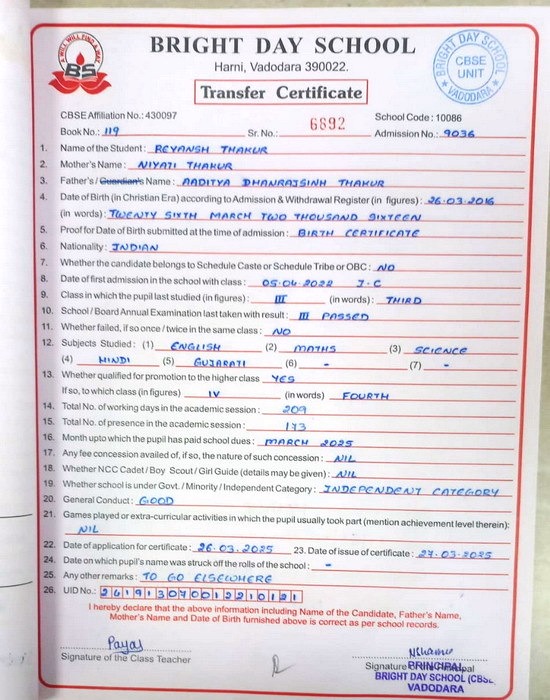 A WILL WILL FIND A WAY
BS
BRIGHT DAY SCHOOL
Harni, Vadodara 390022.
BRIGHT DAY SCHOOL
CBSE
UNIT
VADODARA
Transfer Certificate
CBSE Affiliation No.: 430097 School Code : 10086
Book No.: 119 Sr. No.: 6692 Admission No.: 9036
1. Name of the Student : REYANSH THAKUR
2. Mother's Name : NIYATI THAKUR
3. Father's / Guardian's Name : AADITYA DHANRAJSINH THAKUR
4. Date of Birth (in Christian Era) according to Admission & Withdrawal Register (in figures) : 26.03.2016
(in words) : TWENTY SIXTH MARCH TWO THOUSAND SIXTEEN
5. Proof for Date of Birth submitted at the time of admission : BIRTH CERTIFICATE
6. Nationality : INDIAN
7. Whether the candidate belongs to Schedule Caste or Schedule Tribe or OBC : NO
8. Date of first admission in the school with class : 05.04.2022 I-C
9. Class in which the pupil last studied (in figures) : III (in words) : THIRD
10. School / Board Annual Examination last taken with result : III PASSED
11. Whether failed, if so once / twice in the same class : NO
12. Subjects Studied : (1) ENGLISH (2) MATHS (3) SCIENCE
(4) HINDI (5) GUJARATI (6) - (7) -
13. Whether qualified for promotion to the higher class YES
If so, to which class (in figures) IV (in words) FOURTH
14. Total No. of working days in the academic session : 209
15. Total No. of presence in the academic session : 173
16. Month upto which the pupil has paid school dues : MARCH 2025
17. Any fee concession availed of, if so, the nature of such concession : NIL
18. Whether NCC Cadet / Boy Scout / Girl Guide (details may be given) : NIL
19. Whether school is under Govt. / Minority / Independent Category : INDEPENDENT CATEGORY
20. General Conduct : GOOD
21. Games played or extra-curricular activities in which the pupil usually took part (mention achievement level therein):
NIL
22. Date of application for certificate : 26.03.2025 23. Date of issue of certificate : 27.03.2025
24. Date on which pupil's name was struck off the rolls of the school : -
25. Any other remarks : TO GO ELSEWHERE
26. UID No.:
I hereby declare that the above information including Name of the Candidate, Father's Name,
Mother's Name and Date of Birth furnished above is correct as per school records.
Payal
Signature of the Class Teacher Signature
PRINCIPAL
BRIGHT DAY SCHOOL (CBSE
VADODARA